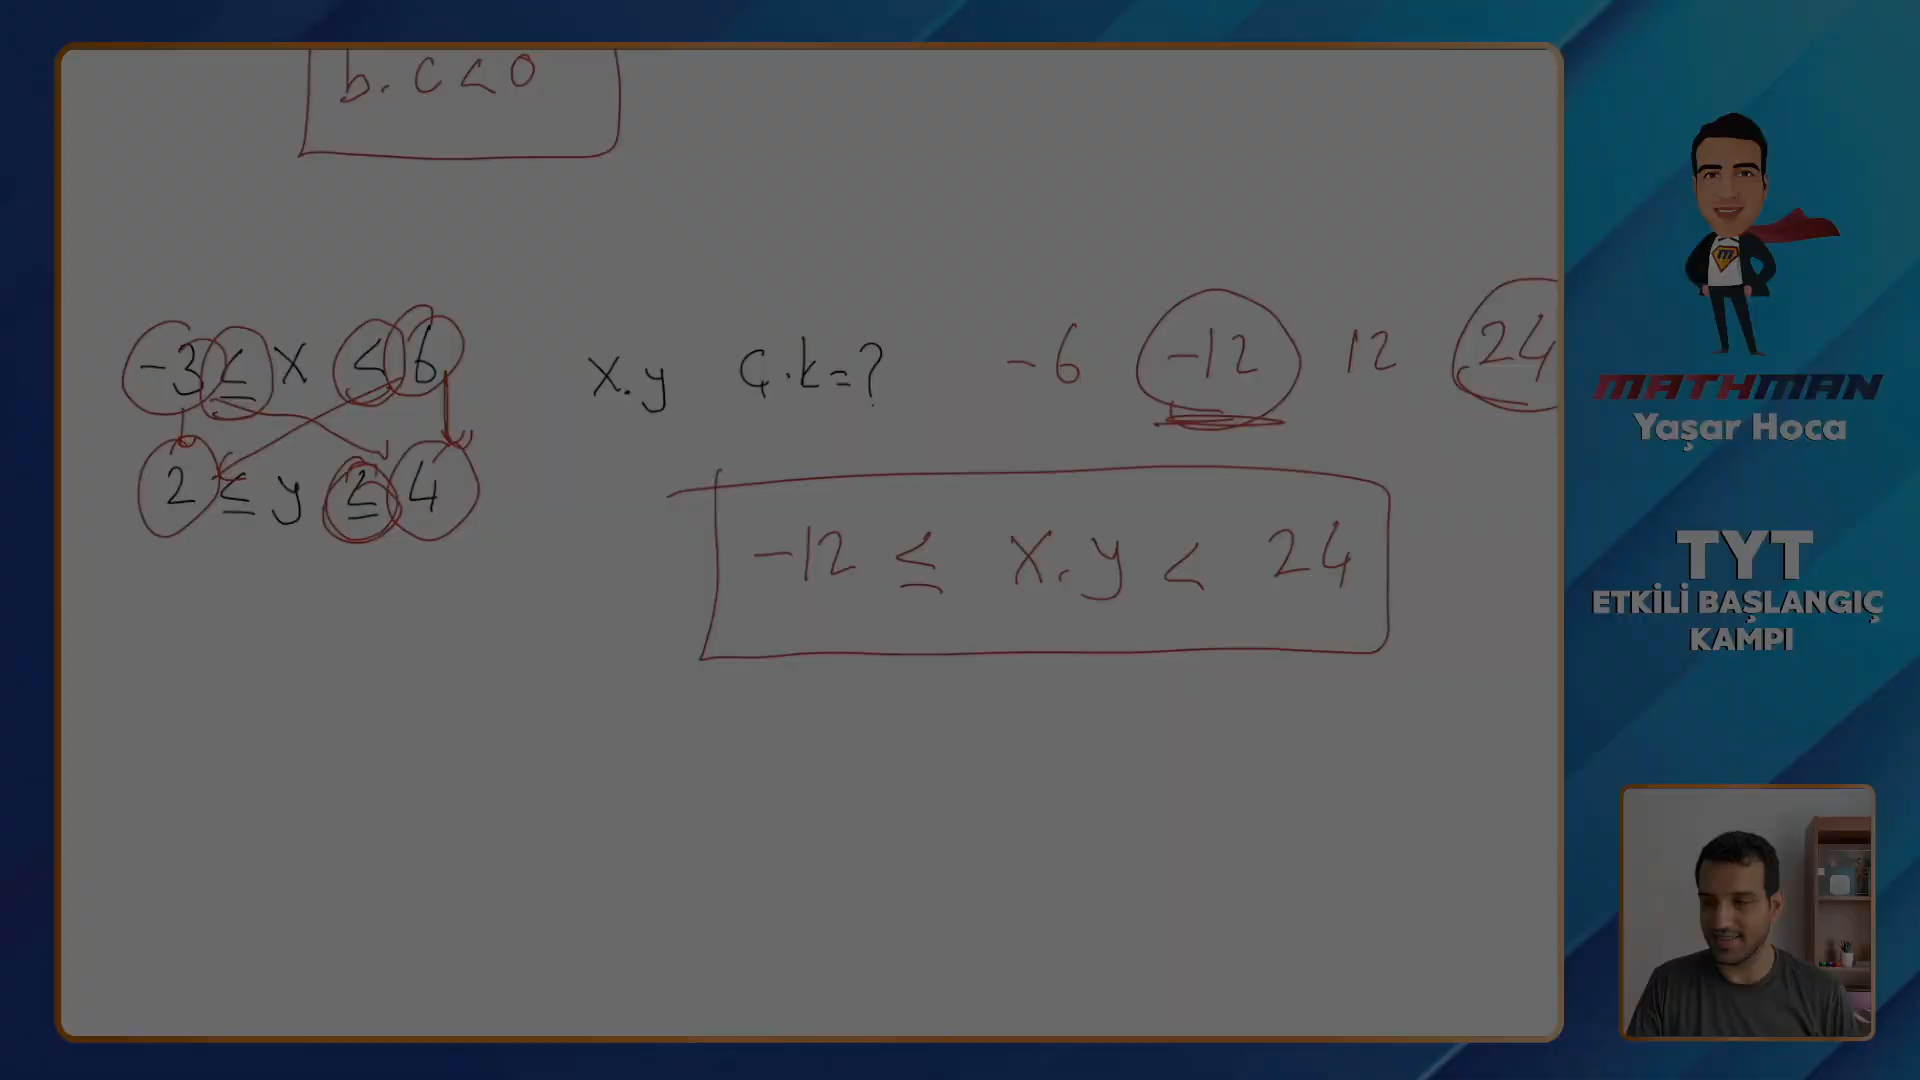 b. c < 0
-3 ≤ x < 6
x.y ç.k=?
-6 -12 12 24
2 ≤ y ≤ 4
-12 ≤ x.y < 24
m
MATHMAN
Yaşar Hoca
TYT
ETKİLİ BAŞLANGIÇ
KAMPI